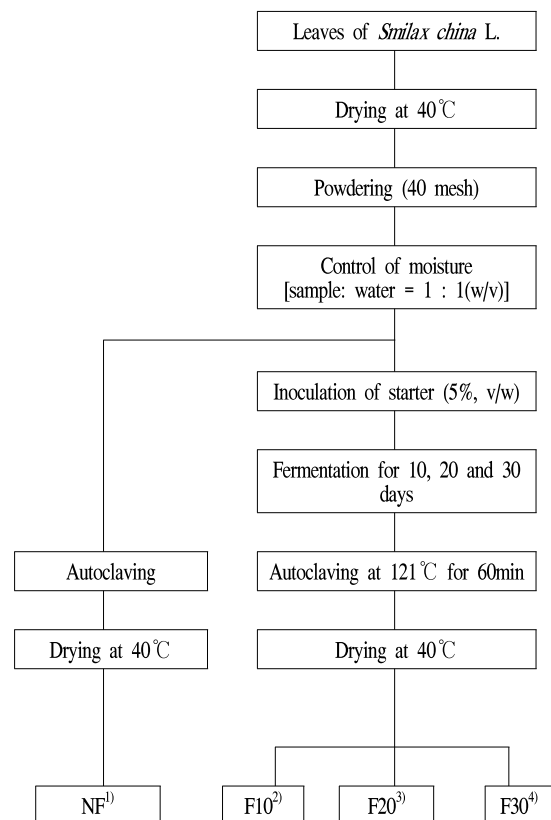 Leaves of Smilax china L.
Drying at 40℃
Powdering (40 mesh)
Control of moisture
[sample: water = 1 : 1(w/v)]
Inoculation of starter (5%, v/w)
Fermentation for 10, 20 and 30
days
Autoclaving
Autoclaving at 121℃ for 60min
Drying at 40℃
Drying at 40℃
NF1)
F102)
F203)
F304)